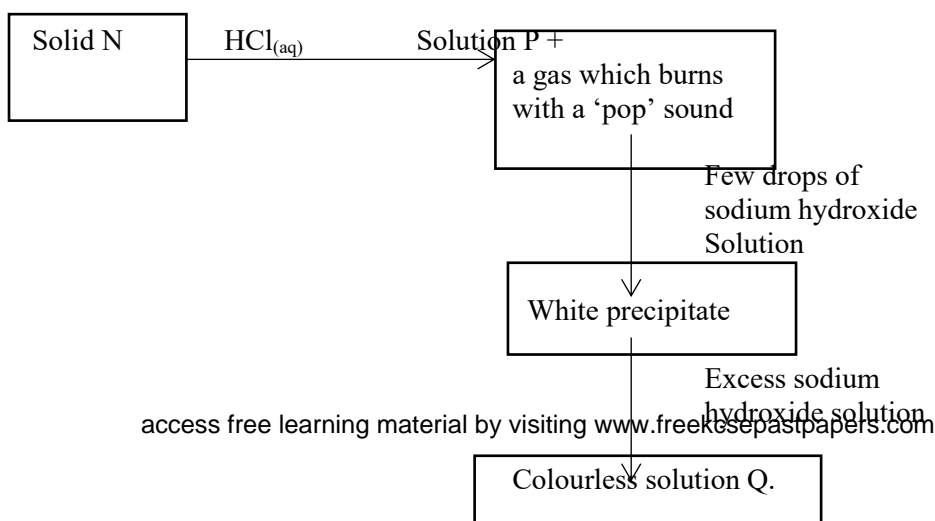 Solid N HCl(aq) Solution P +
a gas which burns
with a ‘pop’ sound
Few drops of
sodium hydroxide
Solution
White precipitate
Excess sodium
hydroxide solution
access free learning material by visiting www.freekcsepastpapers.com
Colourless solution Q.